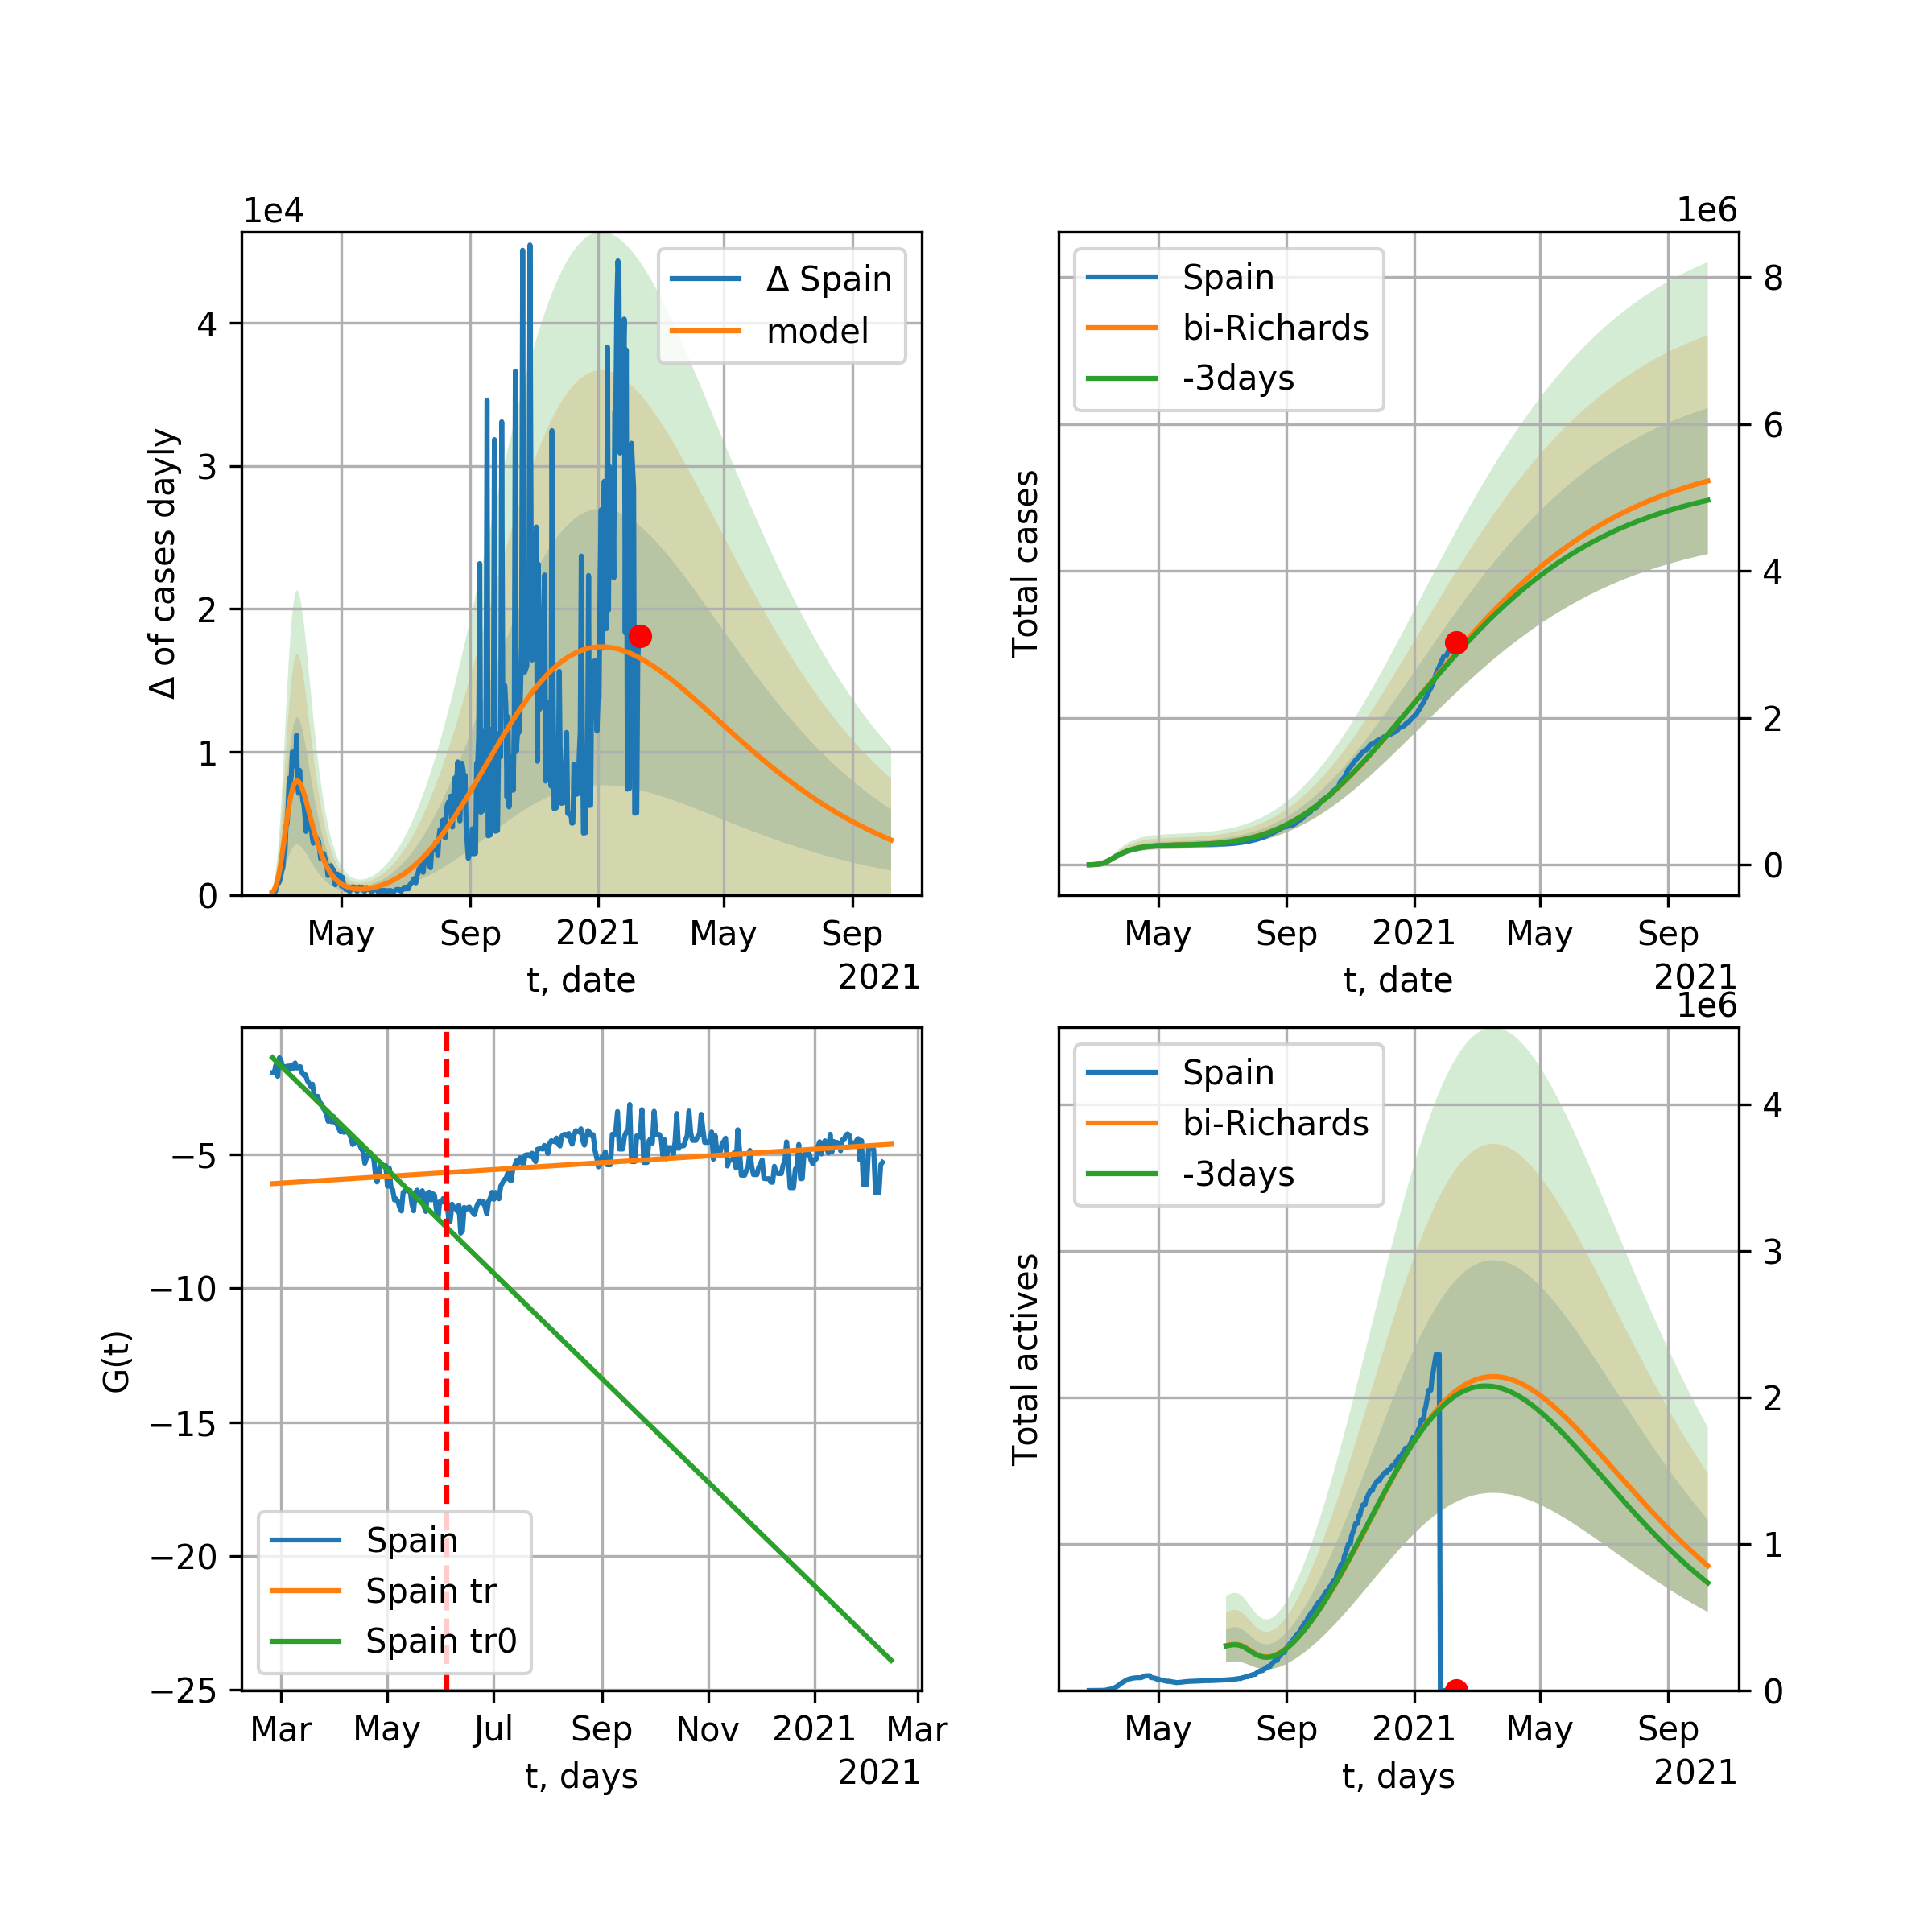 1e4
Δ Spain
model
Δ of cases dayly
4
3
2
1
0
May
Sep
2021
May
Sep
t, date
2021
1e6
Spain
bi-Richards
-3days
Total cases
8
6
4
2
0
May
Sep
2021
May
Sep
t, date
2021
G(t)
−5
−10
−15
−20
−25
Spain
Spain tr
Spain tr0
Mar
May
Jul
Sep
Nov
2021
Mar
t, days
2021
1e6
Spain
bi-Richards
-3days
Total actives
4
3
2
1
0
May
Sep
2021
May
Sep
t, days
2021